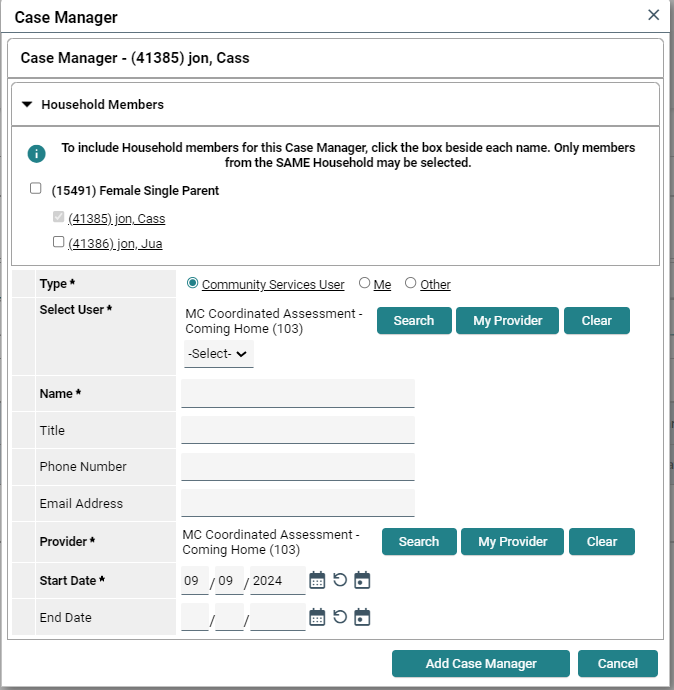 Case Manager
Case Manager - (41385) jon, Cass
Household Members
To include Household members for this Case Manager, click the box beside each name. Only members
from the SAME Household may be selected.
(15491) Female Single Parent
(41385) jon, Cass
(41386) jon, Jua
Type * Community Services User Me Other
Select User * MC Coordinated Assessment -
Coming Home (103) Search My Provider Clear
-Select-
Name *
Title
Phone Number
Email Address
Provider * MC Coordinated Assessment -
Coming Home (103) Search My Provider Clear
Start Date * 09 / 09 / 2024
End Date / /
Add Case Manager Cancel